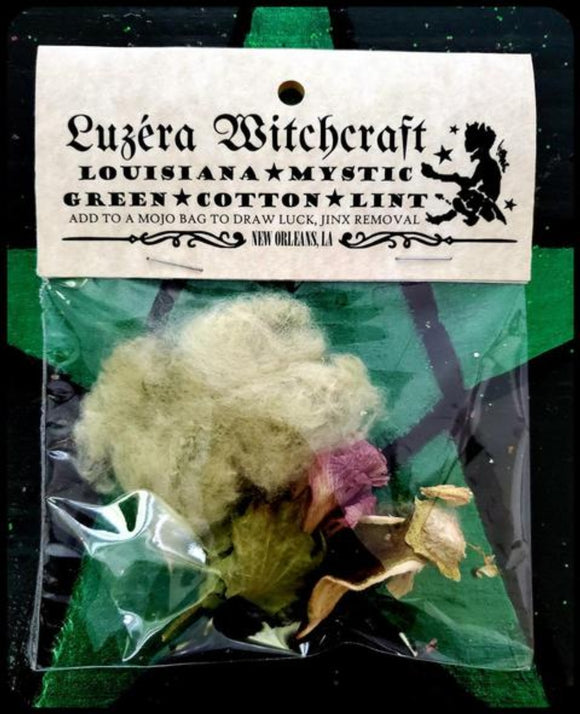 Luzéra Witchcraft
LOUISIANA★MYSTIC
GREEN★COTTON★LINT
ADD TO A MOJO BAG TO DRAW LUCK, JINX REMOVAL
NEW ORLEANS, LA